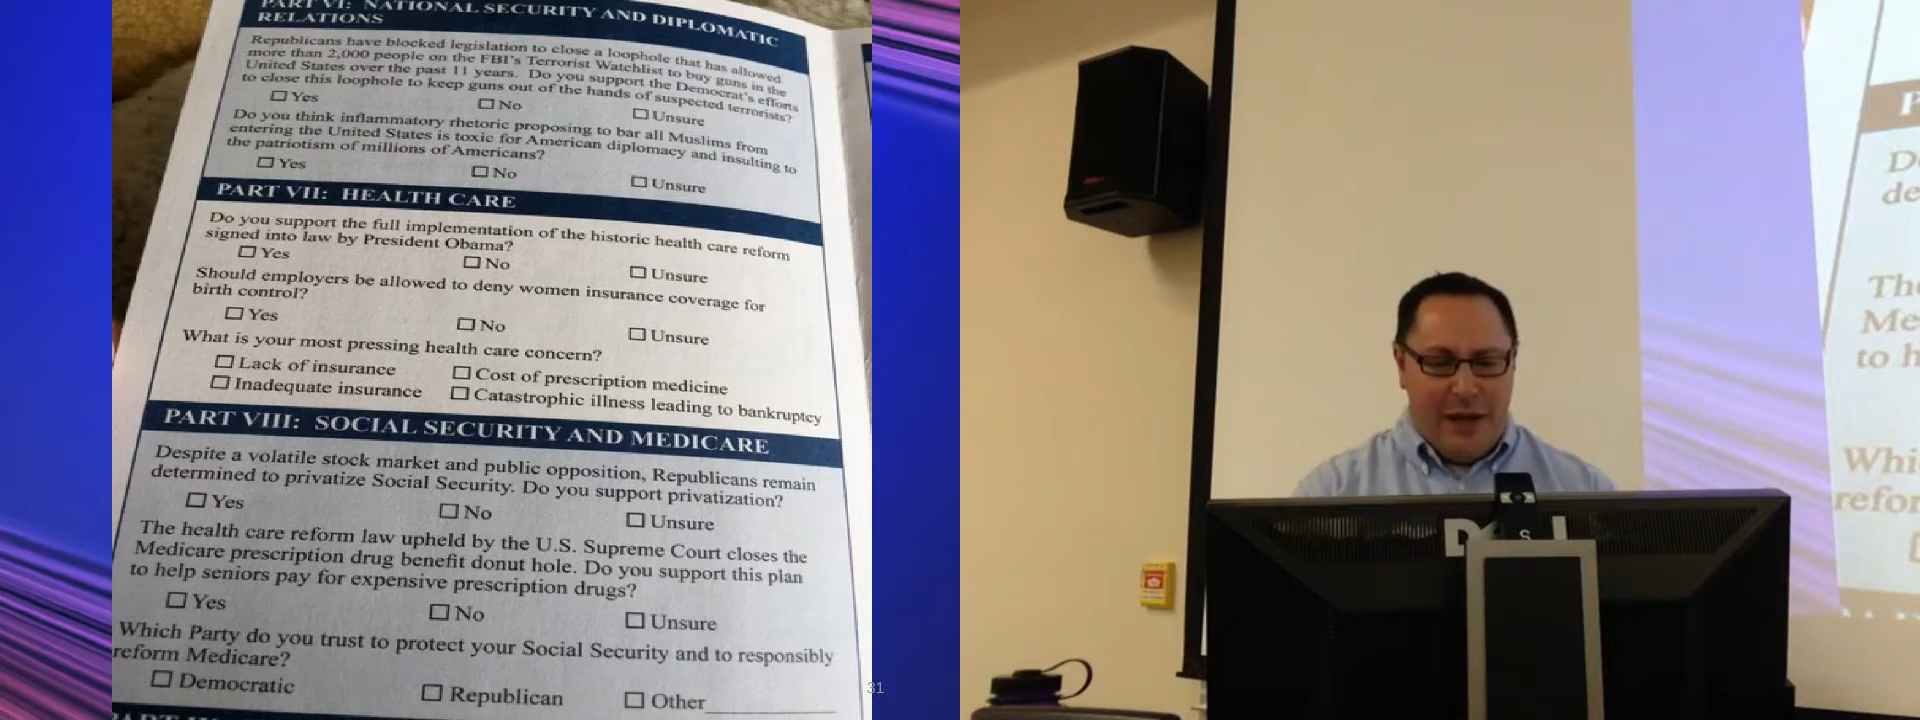 PART VI: NATIONAL SECURITY AND DIPLOMATIC
RELATIONS
Republicans have blocked legislation to close a loophole that has allowed
more than 2,000 people on the FBI's Terrorist Watchlist to buy guns in the
United States over the past 11 years. Do you support the Democrat's efforts
to close this loophole to keep guns out of the hands of suspected terrorists?
Yes No Unsure
Do you think inflammatory rhetoric proposing to bar all Muslims from
entering the United States is toxic for American diplomacy and insulting to
the patriotism of millions of Americans?
Yes No Unsure
PART VII: HEALTH CARE
Do you support the full implementation of the historic health care reform
signed into law by President Obama?
Yes No Unsure
Should employers be allowed to deny women insurance coverage for
birth control?
Yes No Unsure
What is your most pressing health care concern?
Lack of insurance Cost of prescription medicine
Inadequate insurance Catastrophic illness leading to bankruptcy
PART VIII: SOCIAL SECURITY AND MEDICARE
Despite a volatile stock market and public opposition, Republicans remain
determined to privatize Social Security. Do you support privatization?
Yes No Unsure
The health care reform law upheld by the U.S. Supreme Court closes the
Medicare prescription drug benefit donut hole. Do you support this plan
to help seniors pay for expensive prescription drugs?
Yes No Unsure
Which Party do you trust to protect your Social Security and to responsibly
reform Medicare?
Democratic Republican Other
31
P
Do
de
The
Me
to h
Whi
refor